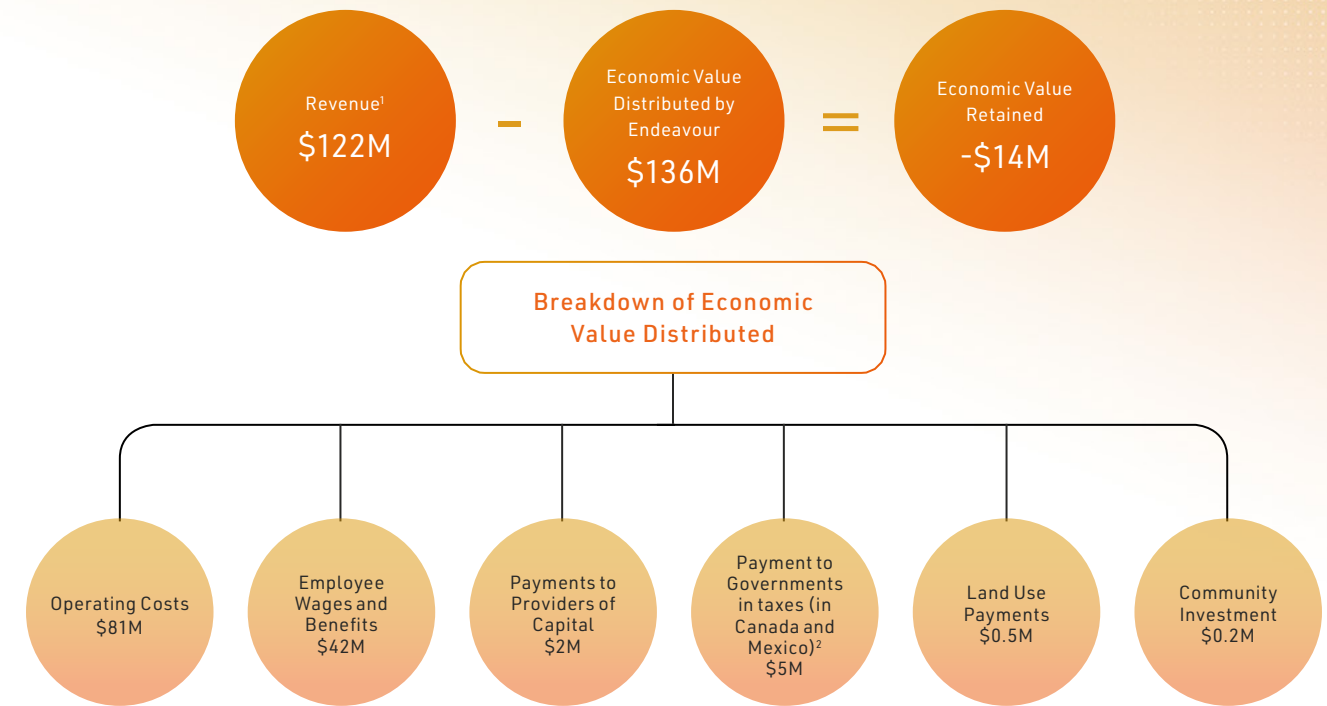 Revenue¹
$122M
-
Economic Value
Distributed by
Endeavour
$136M
=
Economic Value
Retained
-$14M
Breakdown of Economic
Value Distributed
Operating Costs
$81M
Employee
Wages and
Benefits
$42M
Payments to
Providers of
Capital
$2M
Payment to
Governments
in taxes (in
Canada and
Mexico)²
$5M
Land Use
Payments
$0.5M
Community
Investment
$0.2M